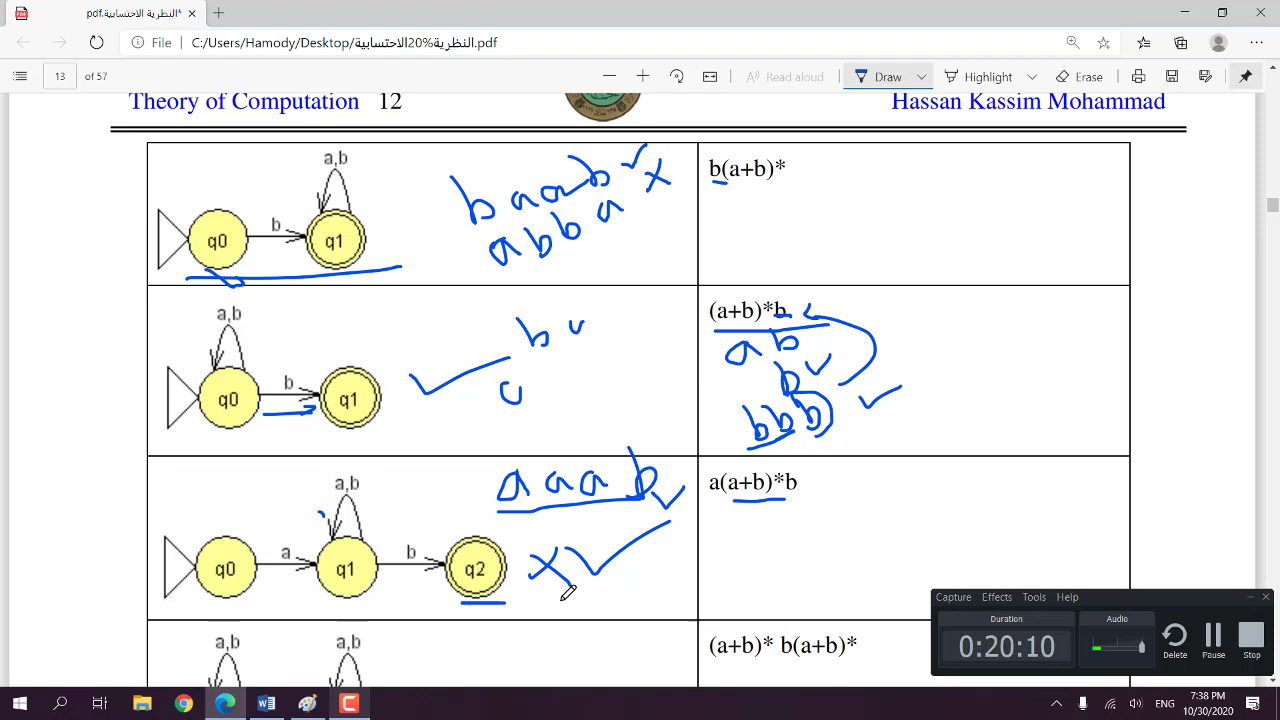 النظرية الاحتسابية.pdf*
File
C:/Users/Hamody/Desktop/النظرية%20الاحتسابية.pdf
13 of 57
Read aloud
Draw
Highlight
Erase
Theory of Computation 12
Hassan Kassim Mohammad
a,b
b
q0
q1
b a a b
a b b a x
b(a+b)*
a,b
b
q0
q1
b
(a+b)*b
a b
b
b b b
a,b
a
b
q0
q1
q2
a a a b
x
a(a+b)*b
a,b
a,b
(a+b)* b(a+b)*
Capture Effects Tools Help
Duration
0:20:10
Audio
Delete
Pause
Stop
ENG
7:38 PM
10/30/2020